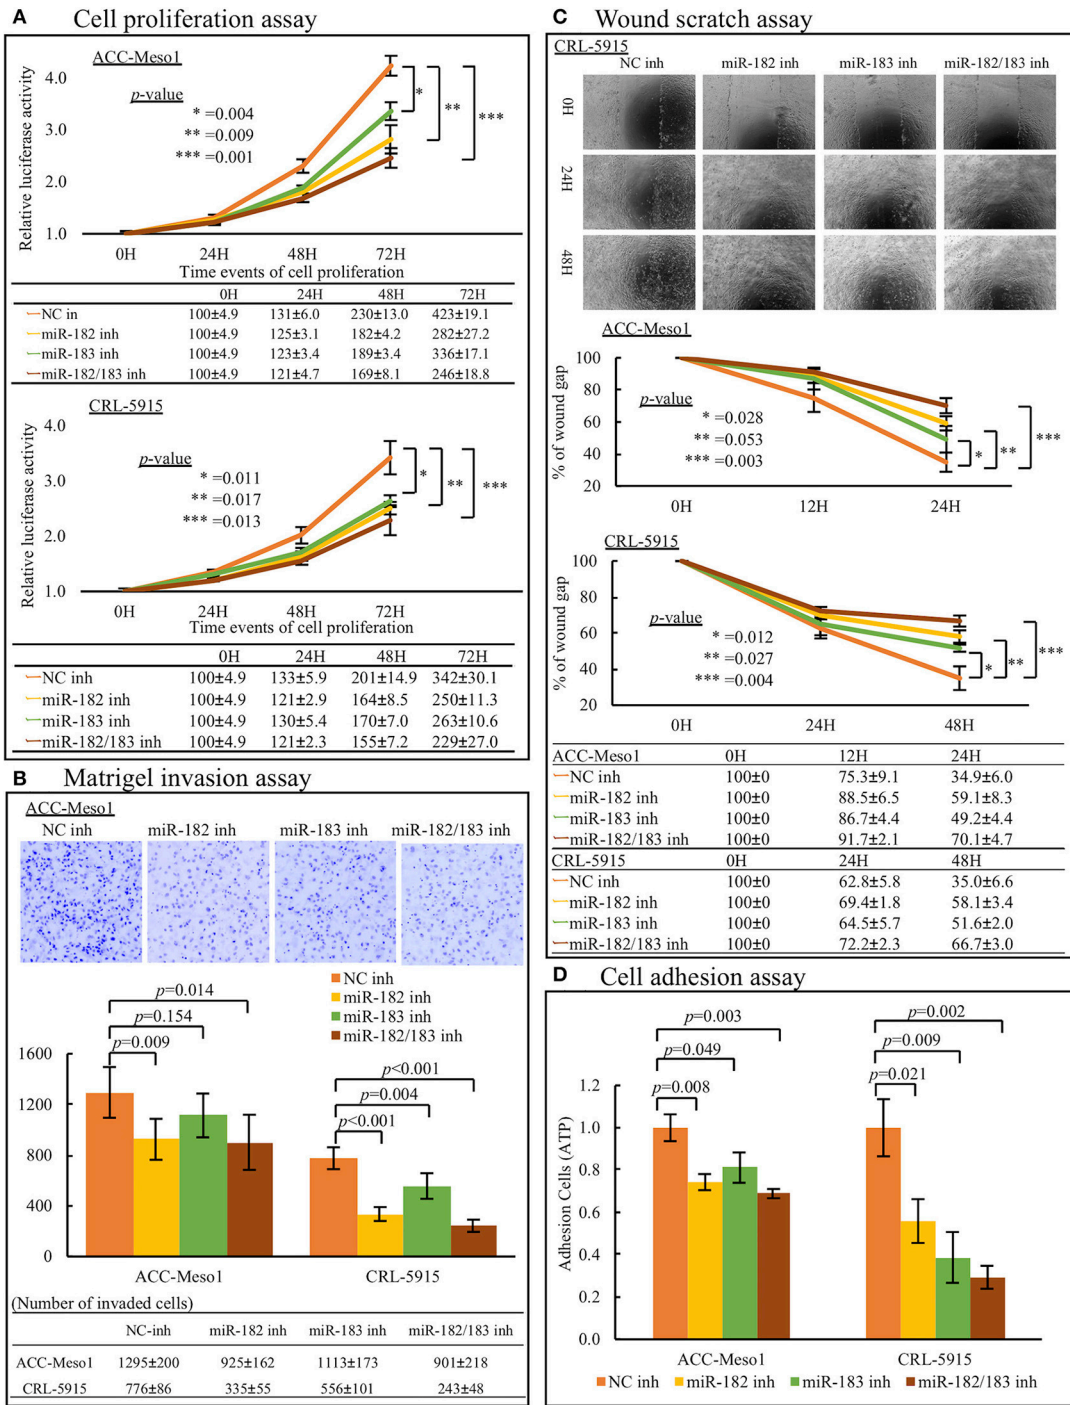 A Cell proliferation assay
ACC-Meso1
p-value
* =0.004
** =0.009
*** =0.001
Relative luciferase activity
4.0
3.0
2.0
1.0
* ** ***
0H 24H 48H 72H
Time events of cell proliferation
0H 24H 48H 72H
NC in 100±4.9 131±6.0 230±13.0 423±19.1
miR-182 inh 100±4.9 125±3.1 182±4.2 282±27.2
miR-183 inh 100±4.9 123±3.4 189±3.4 336±17.1
miR-182/183 inh 100±4.9 121±4.7 169±8.1 246±18.8
CRL-5915
p-value
* =0.011
** =0.017
*** =0.013
Relative luciferase activity
4.0
3.0
2.0
1.0
* ** ***
0H 24H 48H 72H
Time events of cell proliferation
0H 24H 48H 72H
NC inh 100±4.9 133±5.9 201±14.9 342±30.1
miR-182 inh 100±4.9 121±2.9 164±8.5 250±11.3
miR-183 inh 100±4.9 130±5.4 170±7.0 263±10.6
miR-182/183 inh 100±4.9 121±2.3 155±7.2 229±27.0
B Matrigel invasion assay
ACC-Meso1
NC inh miR-182 inh miR-183 inh miR-182/183 inh
NC inh
miR-182 inh
miR-183 inh
miR-182/183 inh
p=0.014
p=0.154
p=0.009
p<0.001
p=0.004
p<0.001
1600
1200
800
400
0
ACC-Meso1 CRL-5915
(Number of invaded cells)
NC-inh miR-182 inh miR-183 inh miR-182/183 inh
ACC-Meso1 1295±200 925±162 1113±173 901±218
CRL-5915 776±86 335±55 556±101 243±48
C Wound scratch assay
CRL-5915
NC inh miR-182 inh miR-183 inh miR-182/183 inh
0H
24H
48H
ACC-Meso1
p-value
* =0.028
** =0.053
*** =0.003
% of wound gap
100
80
60
40
20
* ** ***
0H 12H 24H
CRL-5915
p-value
* =0.012
** =0.027
*** =0.004
% of wound gap
100
80
60
40
20
* ** ***
0H 24H 48H
ACC-Meso1 0H 12H 24H
NC inh 100±0 75.3±9.1 34.9±6.0
miR-182 inh 100±0 88.5±6.5 59.1±8.3
miR-183 inh 100±0 86.7±4.4 49.2±4.4
miR-182/183 inh 100±0 91.7±2.1 70.1±4.7
CRL-5915 0H 24H 48H
NC inh 100±0 62.8±5.8 35.0±6.6
miR-182 inh 100±0 69.4±1.8 58.1±3.4
miR-183 inh 100±0 64.5±5.7 51.6±2.0
miR-182/183 inh 100±0 72.2±2.3 66.7±3.0
D Cell adhesion assay
p=0.003
p=0.049
p=0.008
p=0.002
p=0.009
p=0.021
Adhesion Cells (ATP)
1.2
1.0
0.8
0.6
0.4
0.2
0.0
ACC-Meso1 CRL-5915
NC inh miR-182 inh miR-183 inh miR-182/183 inh